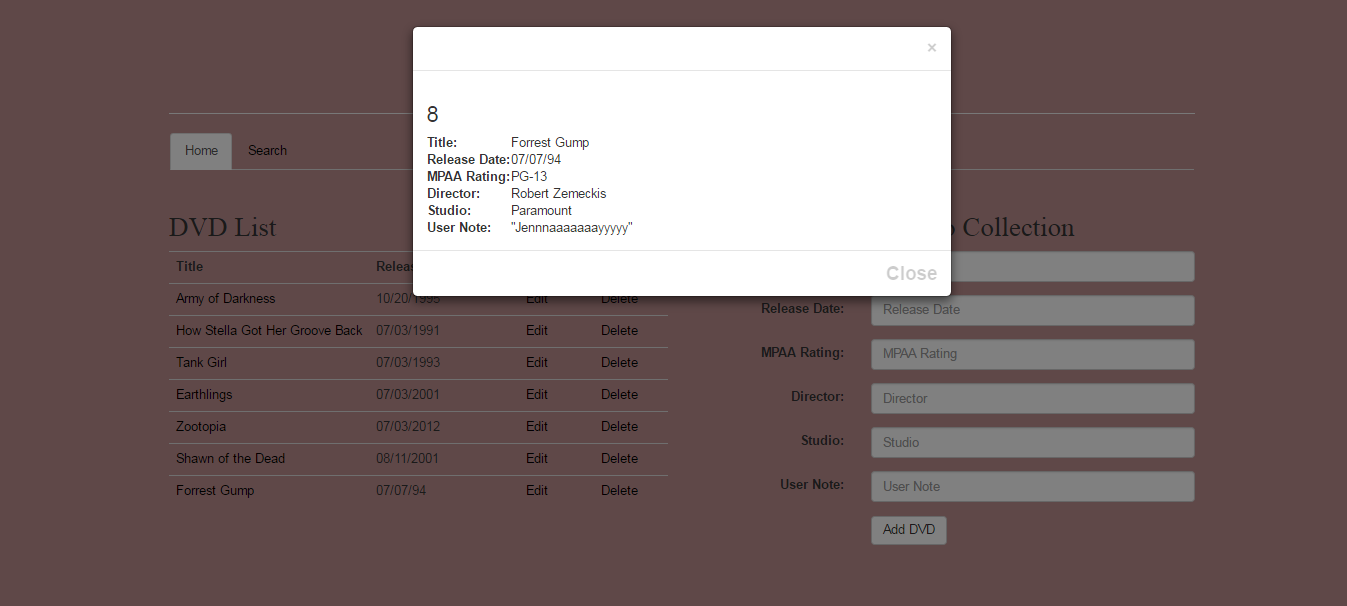 ×
8
Title: Forrest Gump
Release Date: 07/07/94
MPAA Rating: PG-13
Director: Robert Zemeckis
Studio: Paramount
User Note: "Jennnaaaaaaayyyyy"
Close
Home Search
DVD List
Title
Army of Darkness 10/20/1995 Edit Delete
How Stella Got Her Groove Back 07/03/1991 Edit Delete
Tank Girl 07/03/1993 Edit Delete
Earthlings 07/03/2001 Edit Delete
Zootopia 07/03/2012 Edit Delete
Shawn of the Dead 08/11/2001 Edit Delete
Forrest Gump 07/07/94 Edit Delete
Collection
Release Date: Release Date
MPAA Rating: MPAA Rating
Director: Director
Studio: Studio
User Note: User Note
Add DVD